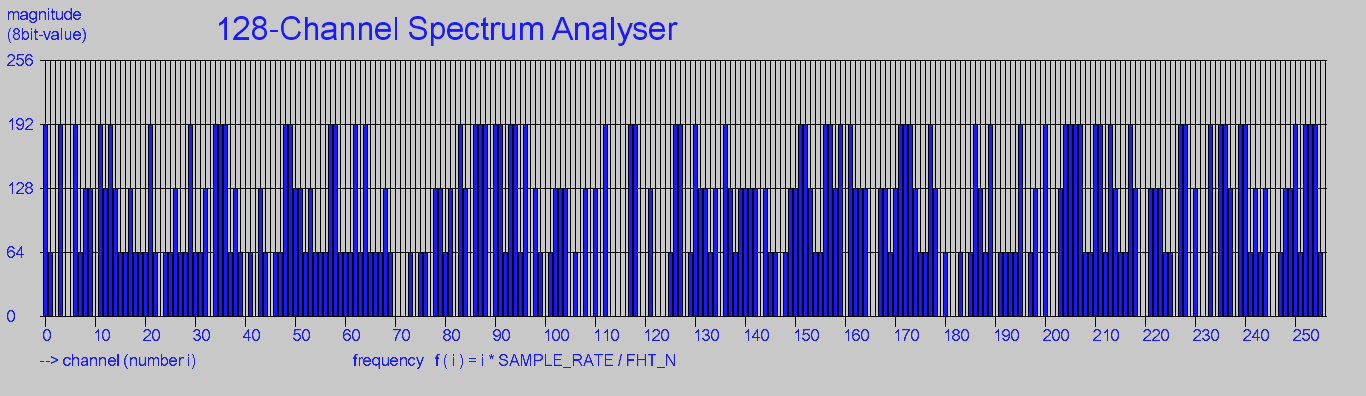 magnitude
(8bit-value)
128-Channel Spectrum Analyser
256
192
128
64
0
0 10 20 30 40 50 60 70 80 90 100 110 120 130 140 150 160 170 180 190 200 210 220 230 240 250
--> channel (number i) frequency f ( i ) = i * SAMPLE_RATE / FHT_N